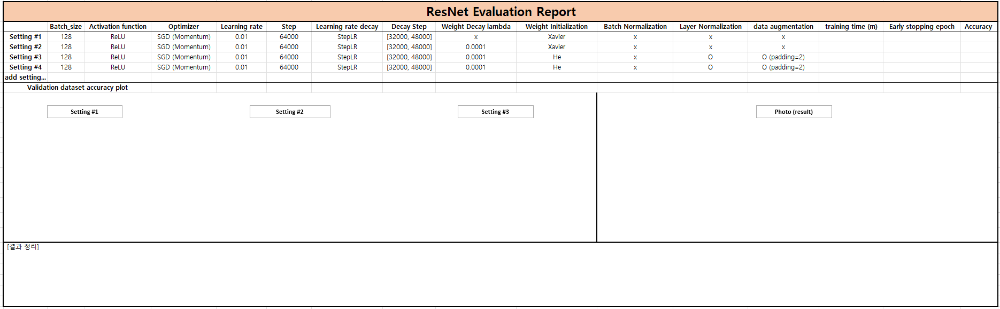 ResNet Evaluation Report
Batch_size Activation function Optimizer Learning rate Step Learning rate decay Decay Step Weight Decay lambda Weight Initialization Batch Normalization Layer Normalization data augmentation training time (m) Early stopping epoch Accuracy
Setting #1 128 ReLU SGD (Momentum) 0.01 64000 StepLR [32000, 48000] x Xavier x x x
Setting #2 128 ReLU SGD (Momentum) 0.01 64000 StepLR [32000, 48000] 0.0001 Xavier x x x
Setting #3 128 ReLU SGD (Momentum) 0.01 64000 StepLR [32000, 48000] 0.0001 He x O O (padding=2)
Setting #4 128 ReLU SGD (Momentum) 0.01 64000 StepLR [32000, 48000] 0.0001 He x O O (padding=2)
add setting...
Validation dataset accuracy plot
Setting #1 Setting #2 Setting #3 Photo (result)
[결과 정리]